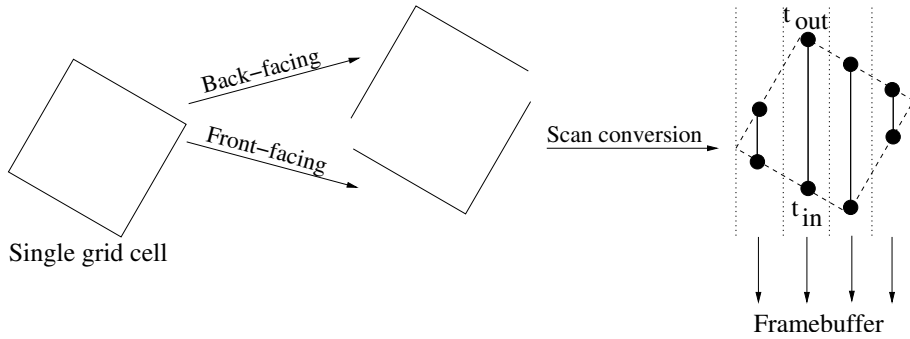 Back-facing
Front-facing
Single grid cell
Scan conversion
t out
t in
Framebuffer